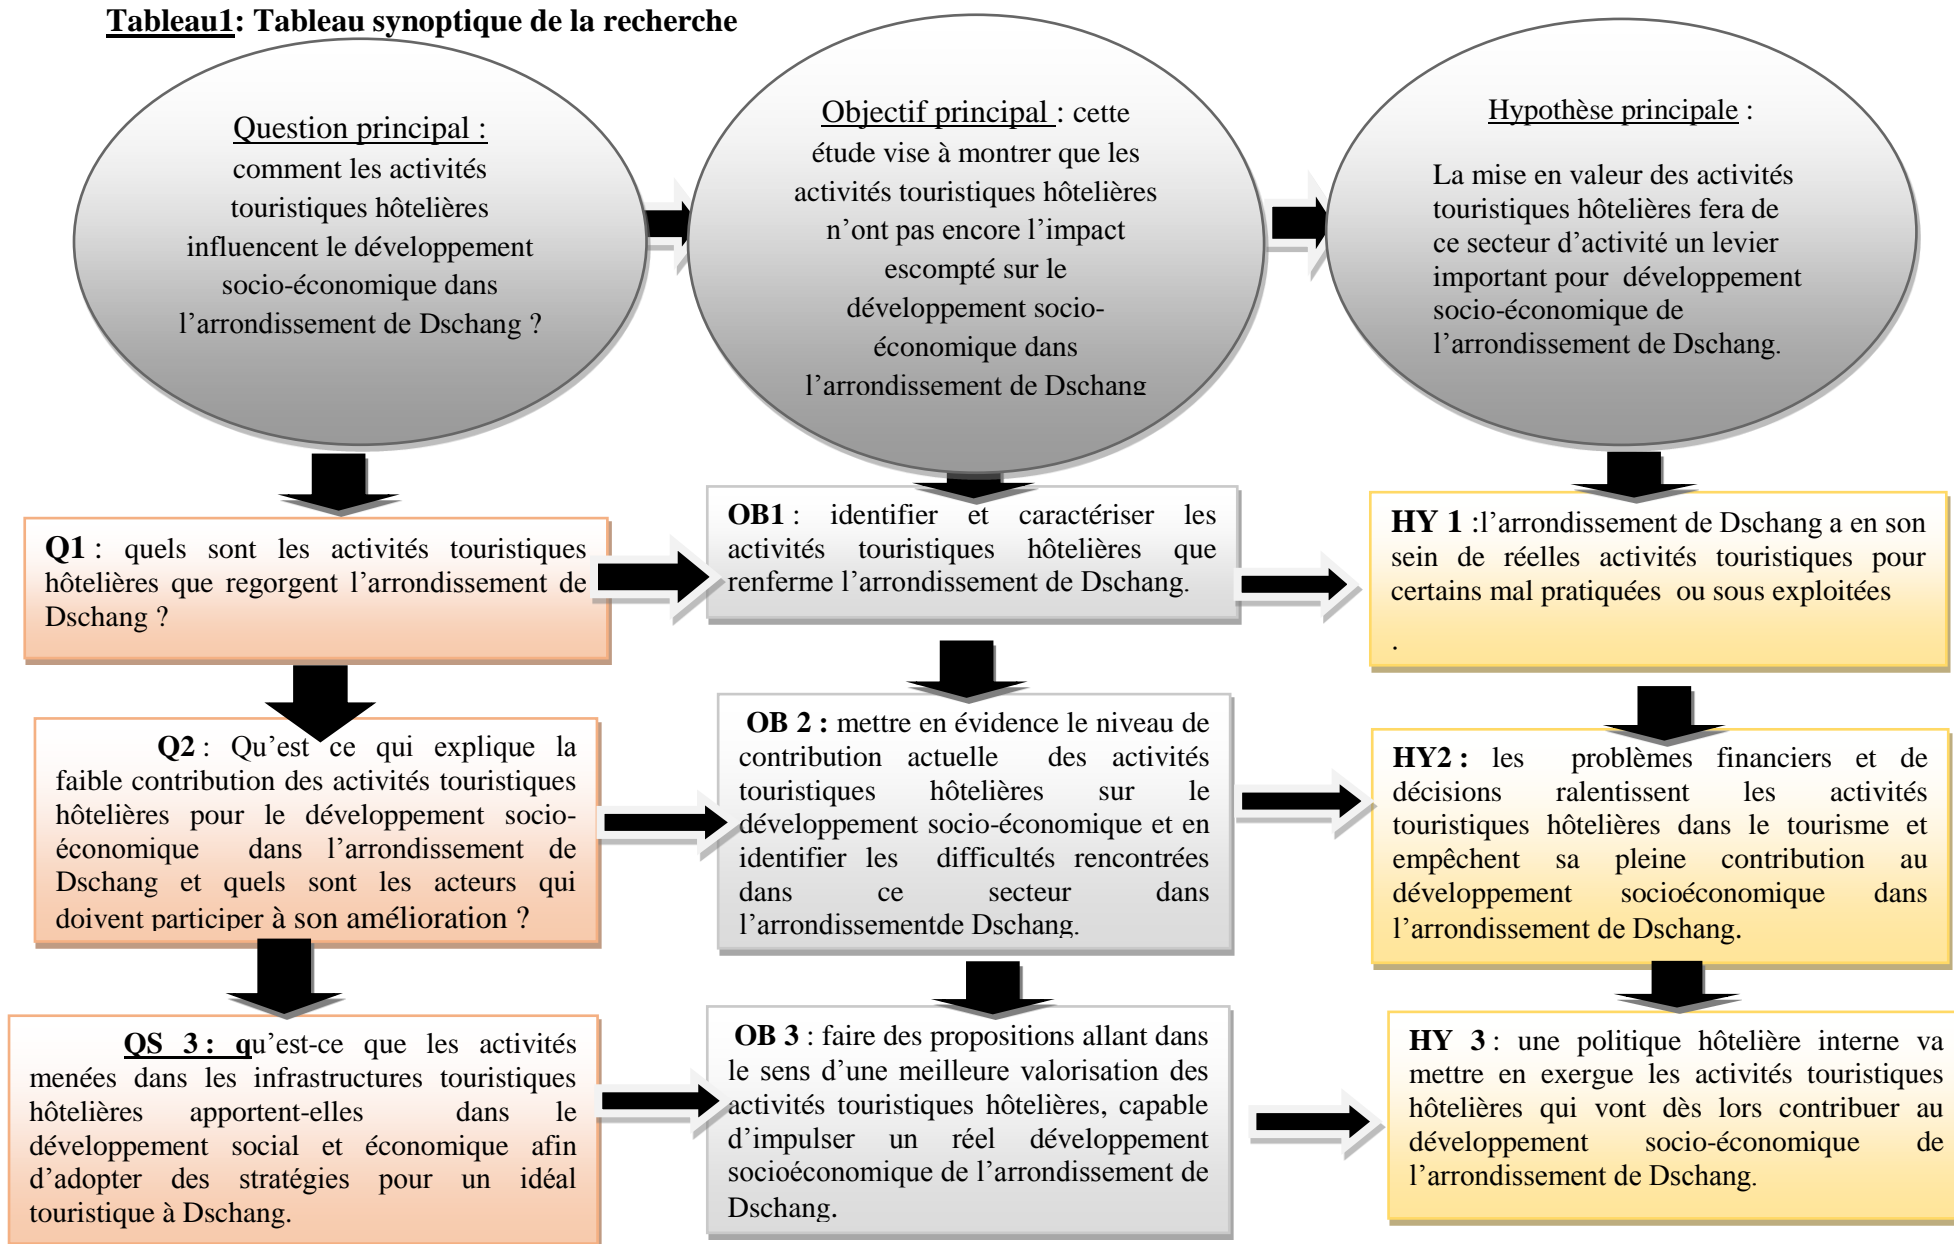 Tableau1: Tableau synoptique de la recherche
Question principal :
comment les activités
touristiques hôtelières
influencent le développement
socio-économique dans
l’arrondissement de Dschang ?
Objectif principal : cette
étude vise à montrer que les
activités touristiques hôtelières
n’ont pas encore l’impact
escompté sur le
développement socio-
économique dans
l’arrondissement de Dschang
Hypothèse principale :
La mise en valeur des activités
touristiques hôtelières fera de
ce secteur d’activité un levier
important pour développement
socio-économique de
l’arrondissement de Dschang.
Q1 : quels sont les activités touristiques
hôtelières que regorgent l’arrondissement de
Dschang ?
OB1 : identifier et caractériser les
activités touristiques hôtelières que
renferme l’arrondissement de Dschang.
HY 1 :l’arrondissement de Dschang a en son
sein de réelles activités touristiques pour
certains mal pratiquées ou sous exploitées
.
Q2 : Qu’est ce qui explique la
faible contribution des activités touristiques
hôtelières pour le développement socio-
économique dans l’arrondissement de
Dschang et quels sont les acteurs qui
doivent participer à son amélioration ?
OB 2 : mettre en évidence le niveau de
contribution actuelle des activités
touristiques hôtelières sur le
développement socio-économique et en
identifier les difficultés rencontrées
dans ce secteur dans
l’arrondissementde Dschang.
HY2 : les problèmes financiers et de
décisions ralentissent les activités
touristiques hôtelières dans le tourisme et
empêchent sa pleine contribution au
développement socioéconomique dans
l’arrondissement de Dschang.
QS 3 : qu’est-ce que les activités
menées dans les infrastructures touristiques
hôtelières apportent-elles dans le
développement social et économique afin
d’adopter des stratégies pour un idéal
touristique à Dschang.
OB 3 : faire des propositions allant dans
le sens d’une meilleure valorisation des
activités touristiques hôtelières, capable
d’impulser un réel développement
socioéconomique de l’arrondissement de
Dschang.
HY 3 : une politique hôtelière interne va
mettre en exergue les activités touristiques
hôtelières qui vont dès lors contribuer au
développement socio-économique de
l’arrondissement de Dschang.